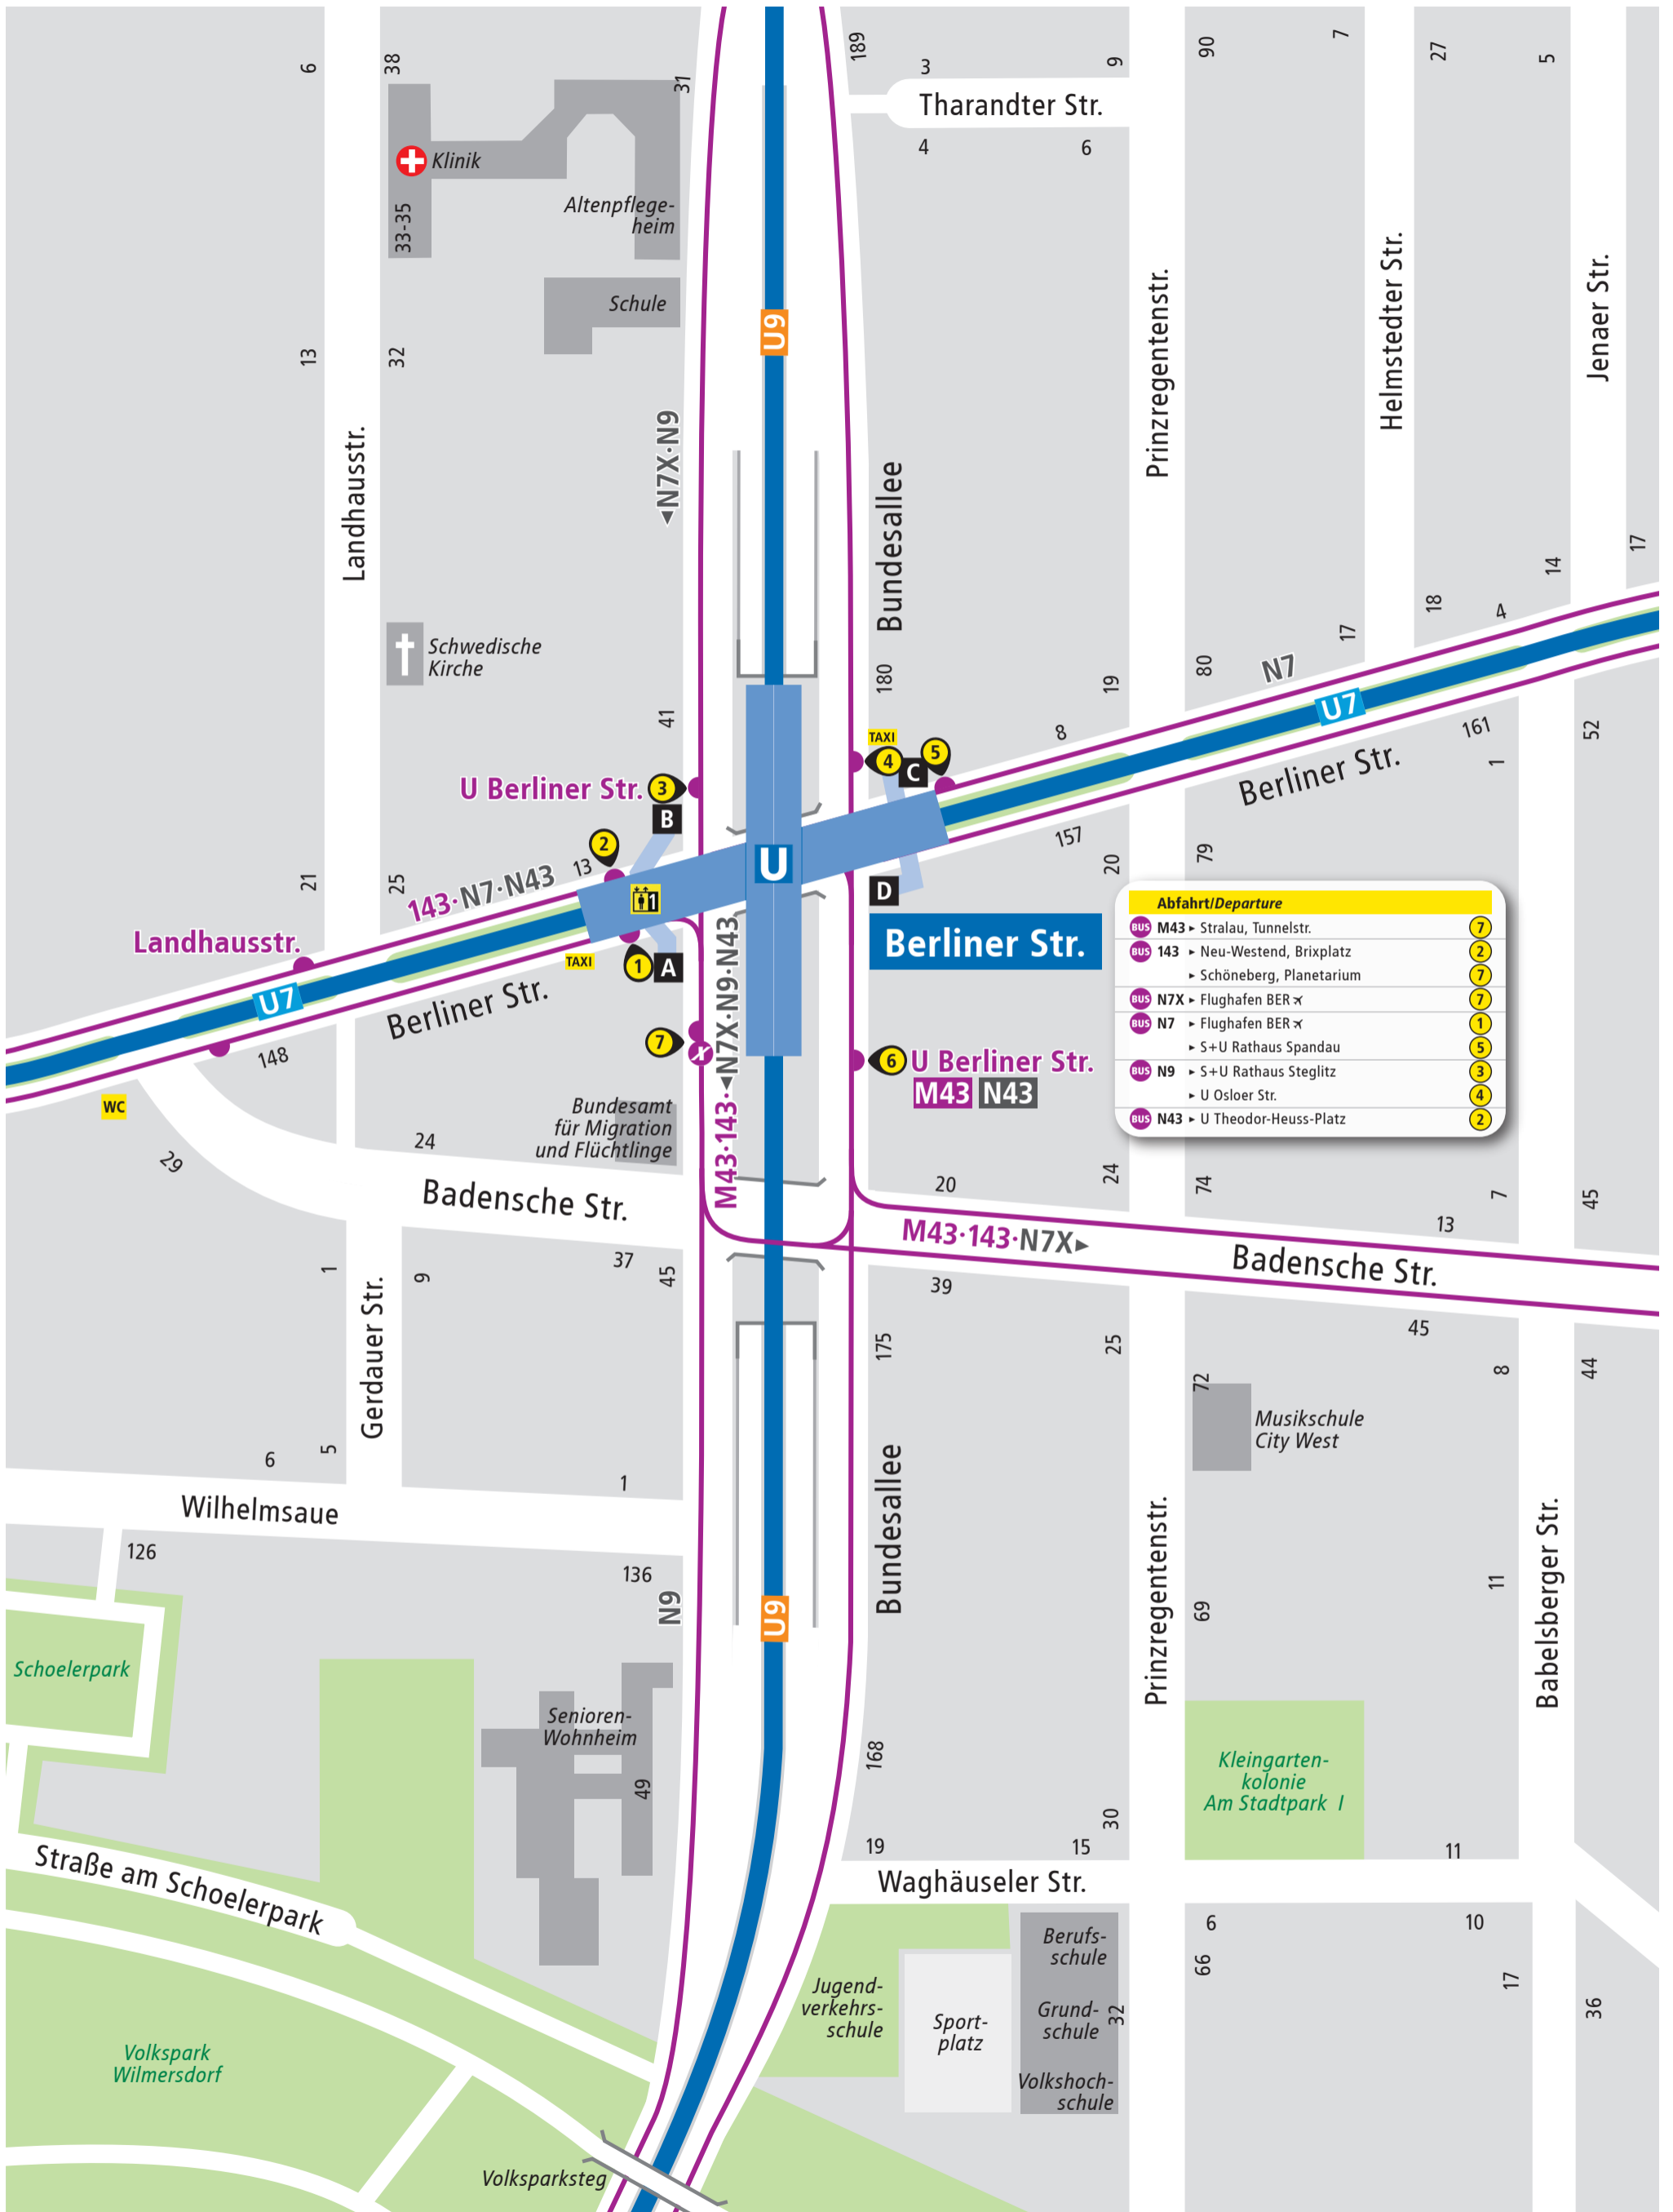 6
38
31
189
3
9
90
7
27
5
Tharandter Str.
4
6
Klinik
33-35
Altenpflege-
heim
Schule
U9
13
32
◂N7X·N9
Landhausstr.
Bundesallee
Prinzregentenstr.
Helmstedter Str.
Jenaer Str.
17
14
18
4
17
Schwedische
Kirche
41
180
19
80
N7
U7
161
1
52
8
TAXI
4
C
5
U Berliner Str.
3
B
2
13
143·N7·N43
21
25
1
U
157
Berliner Str.
20
79
D
Berliner Str.
Landhausstr.
TAXI
1
A
U7
Berliner Str.
148
WC
7
X
M43·143·◂N7X·N9·N43
6
U Berliner Str.
M43 N43
Abfahrt/Departure
BUS M43 ▸ Stralau, Tunnelstr. 7
BUS 143 ▸ Neu-Westend, Brixplatz 2
▸ Schöneberg, Planetarium 7
BUS N7X ▸ Flughafen BER 7
BUS N7 ▸ Flughafen BER 1
▸ S+U Rathaus Spandau 5
BUS N9 ▸ S+U Rathaus Steglitz 3
▸ U Osloer Str. 4
BUS N43 ▸ U Theodor-Heuss-Platz 2
Bundesamt
für Migration
und Flüchtlinge
29
24
Badensche Str.
20
24
74
7
45
M43·143·N7X▸
13
Badensche Str.
1
9
37
45
39
45
Gerdauer Str.
175
25
72
8
44
Musikschule
City West
6
5
1
Wilhelmsaue
126
136
N9
U9
Bundesallee
Prinzregentenstr.
69
11
Babelsberger Str.
Schoelerpark
Senioren-
Wohnheim
49
168
Kleingarten-
kolonie
Am Stadtpark I
30
19
15
11
Straße am Schoelerpark
Waghäuseler Str.
6
10
66
17
36
Berufs-
schule
Jugend-
verkehrs-
schule
Sport-
platz
Grund-
schule
32
Volkshoch-
schule
Volkspark
Wilmersdorf
Volksparksteg